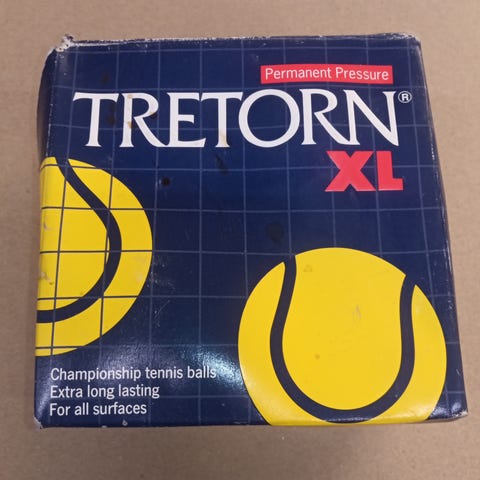 Permanent Pressure
TRETORN®
XL
Championship tennis balls
Extra long lasting
For all surfaces